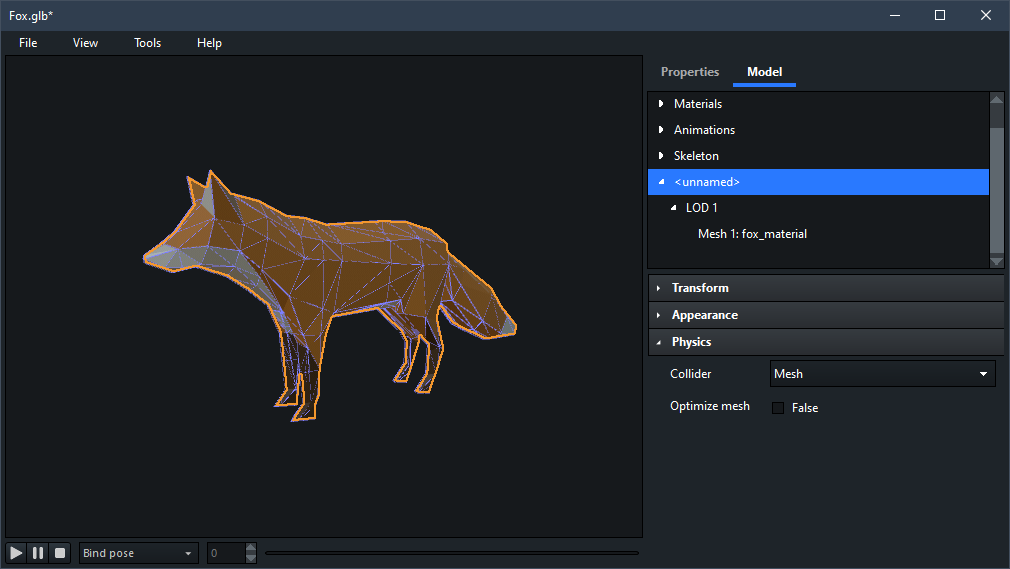 Fox.glb*
File View Tools Help
Properties Model
Materials
Animations
Skeleton
<unnamed>
LOD 1
Mesh 1: fox_material
Transform
Appearance
Physics
Collider Mesh
Optimize mesh False
Bind pose 0